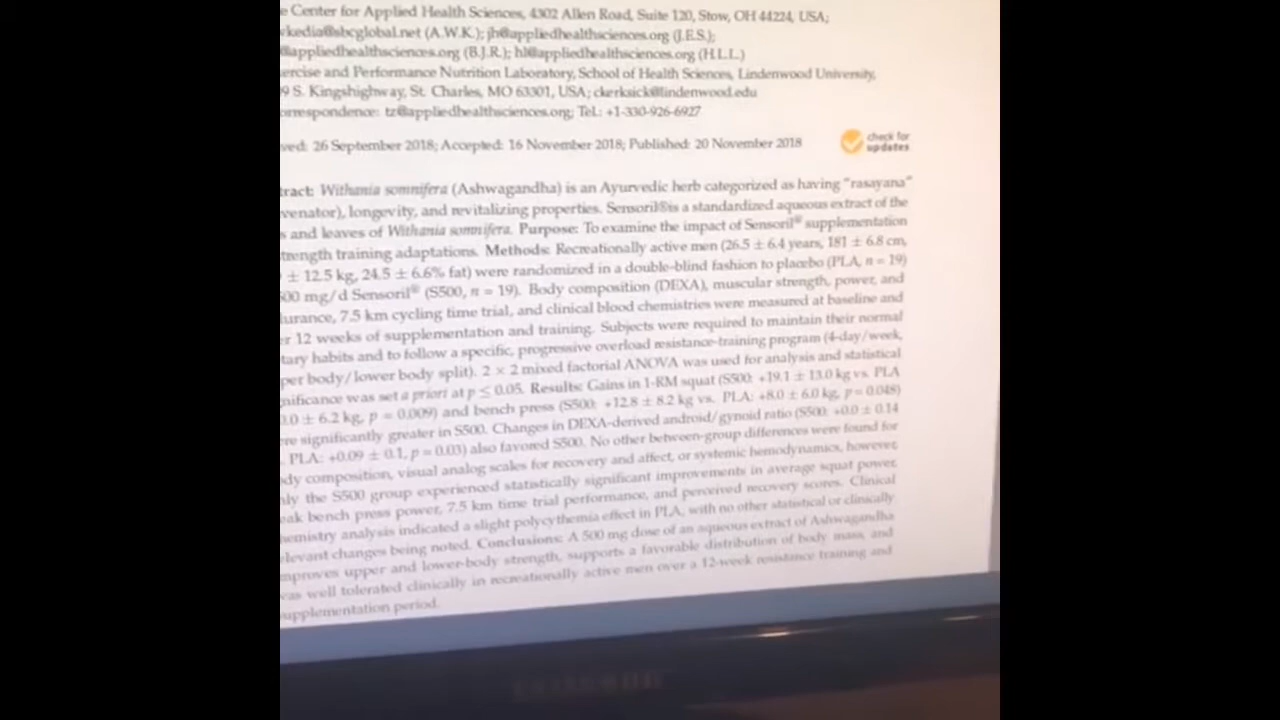 e Center for Applied Health Sciences, 4302 Allen Road, Suite 120, Stow, OH 44224, USA;
vkedia@sbcglobal.net (A.W.K.); jh@appliedhealthsciences.org (J.E.S.);
@appliedhealthsciences.org (B.J.R.); hl@appliedhealthsciences.org (H.L.L.)
ercise and Performance Nutrition Laboratory, School of Health Sciences, Lindenwood University,
9 S. Kingshighway, St. Charles, MO 63301, USA; ckerksick@lindenwood.edu
orrespondence: tz@appliedhealthsciences.org; Tel.: +1-330-926-6927
ved: 26 September 2018; Accepted: 16 November 2018; Published: 20 November 2018
check for
updates
tract: Withania somnifera (Ashwagandha) is an Ayurvedic herb categorized as having "rasayana"
venator), longevity, and revitalizing properties. Sensoril®is a standardized aqueous extract of the
s and leaves of Withania somnifera. Purpose: To examine the impact of Sensoril® supplementation
trength training adaptations. Methods: Recreationally active men (26.5 ± 6.4 years, 181 ± 6.8 cm,
± 12.5 kg, 24.5 ± 6.6% fat) were randomized in a double-blind fashion to placebo (PLA, n = 19)
00 mg/d Sensoril® (S500, n = 19). Body composition (DEXA), muscular strength, power, and
durance, 7.5 km cycling time trial, and clinical blood chemistries were measured at baseline and
er 12 weeks of supplementation and training. Subjects were required to maintain their normal
tary habits and to follow a specific, progressive overload resistance-training program (4-day/week,
per body/lower body split). 2 × 2 mixed factorial ANOVA was used for analysis and statistical
nificance was set a priori at p ≤ 0.05. Results: Gains in 1-RM squat (S500: +19.1 ± 13.0 kg vs. PLA
0.0 ± 6.2 kg, p = 0.009) and bench press (S500: +12.8 ± 8.2 kg vs. PLA: +8.0 ± 6.0 kg, p = 0.048)
re significantly greater in S500. Changes in DEXA-derived android/gynoid ratio (S500: +0.0 ± 0.14
PLA: +0.09 ± 0.1, p = 0.03) also favored S500. No other between-group differences were found for
dy composition, visual analog scales for recovery and affect, or systemic hemodynamics, however,
nly the S500 group experienced statistically significant improvements in average squat power,
eak bench press power, 7.5 km time trial performance, and perceived recovery scores. Clinical
hemistry analysis indicated a slight polycythemia effect in PLA, with no other statistical or clinically
elevant changes being noted. Conclusions: A 500 mg dose of an aqueous extract of Ashwagandha
mproves upper and lower-body strength, supports a favorable distribution of body mass, and
was well tolerated clinically in recreationally active men over a 12-week resistance training and
supplementation period.